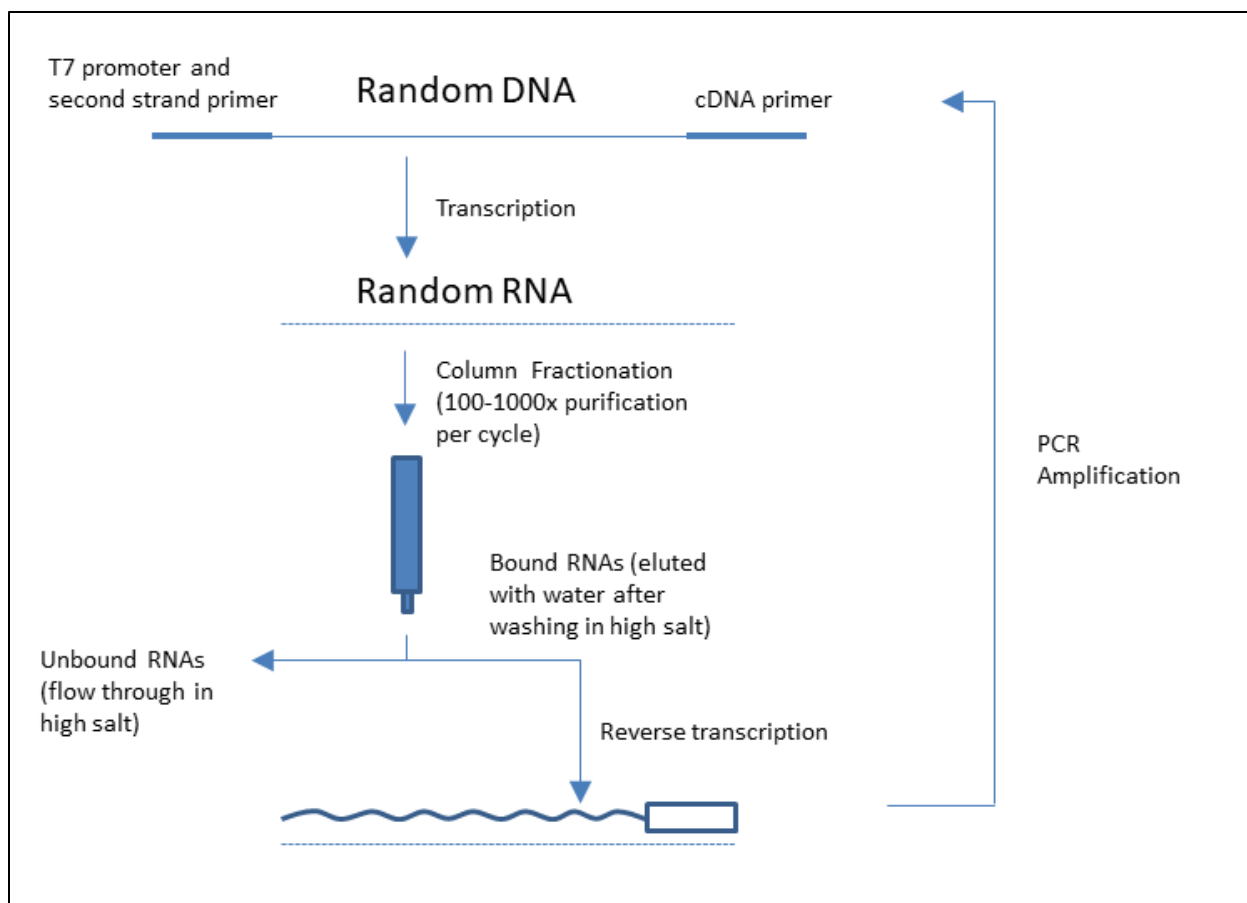 T7 promoter and
second strand primer
Random DNA
cDNA primer
Transcription
Random RNA
Column Fractionation
(100-1000x purification
per cycle)
PCR
Amplification
Bound RNAs (eluted
with water after
washing in high salt)
Unbound RNAs
(flow through in
high salt)
Reverse transcription